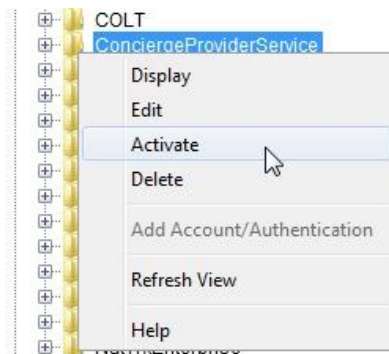 COLT
ConciergeProviderService
Display
Edit
Activate
Delete
Add Account/Authentication
Refresh View
Help